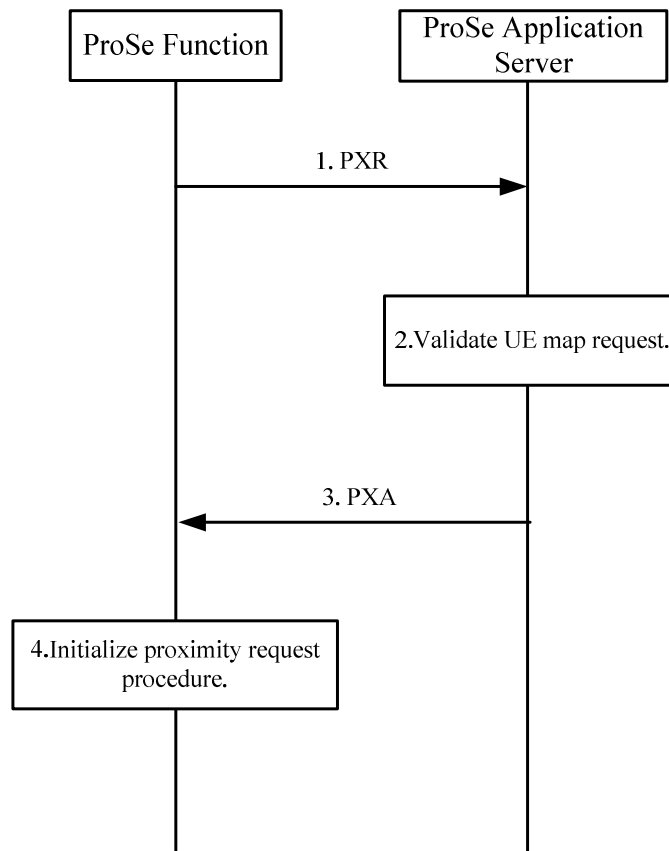 ProSe Function
ProSe Application
Server
1. PXR
2.Validate UE map request.
3. PXA
4.Initialize proximity request
procedure.